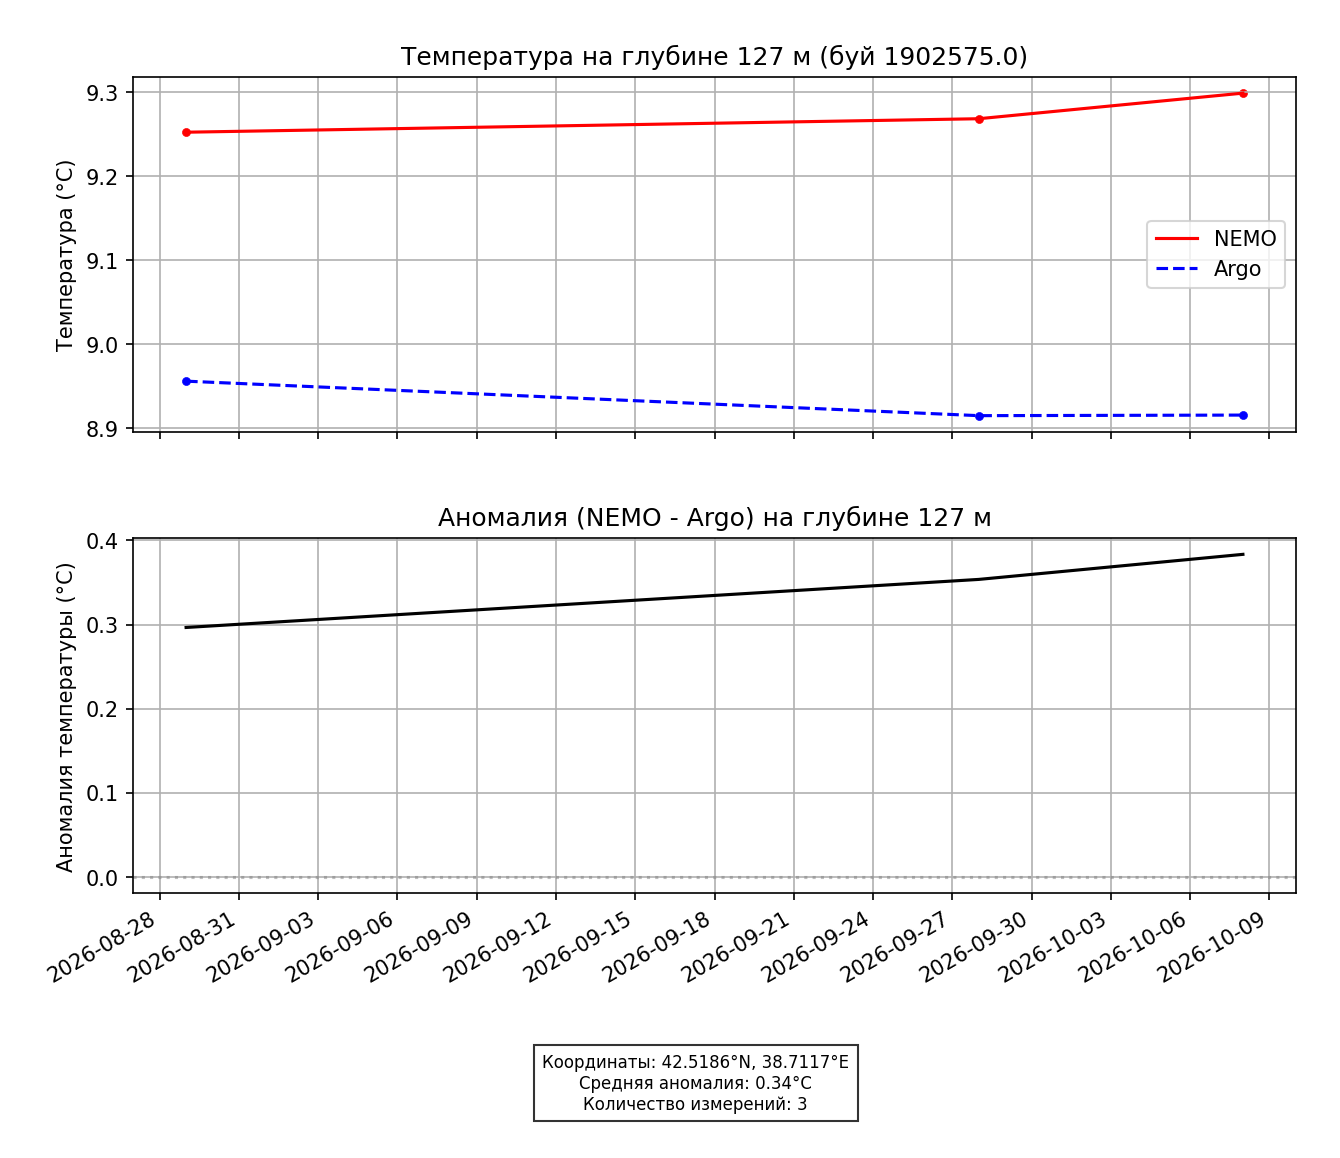 Температура на глубине 127 м (буй 1902575.0)
Температура (°C)
9.3
9.2
9.1
9.0
8.9
NEMO
Argo
Аномалия (NEMO - Argo) на глубине 127 м
Аномалия температуры (°C)
0.4
0.3
0.2
0.1
0.0
2026-08-28
2026-08-31
2026-09-03
2026-09-06
2026-09-09
2026-09-12
2026-09-15
2026-09-18
2026-09-21
2026-09-24
2026-09-27
2026-09-30
2026-10-03
2026-10-06
2026-10-09
Координаты: 42.5186°N, 38.7117°E
Средняя аномалия: 0.34°C
Количество измерений: 3